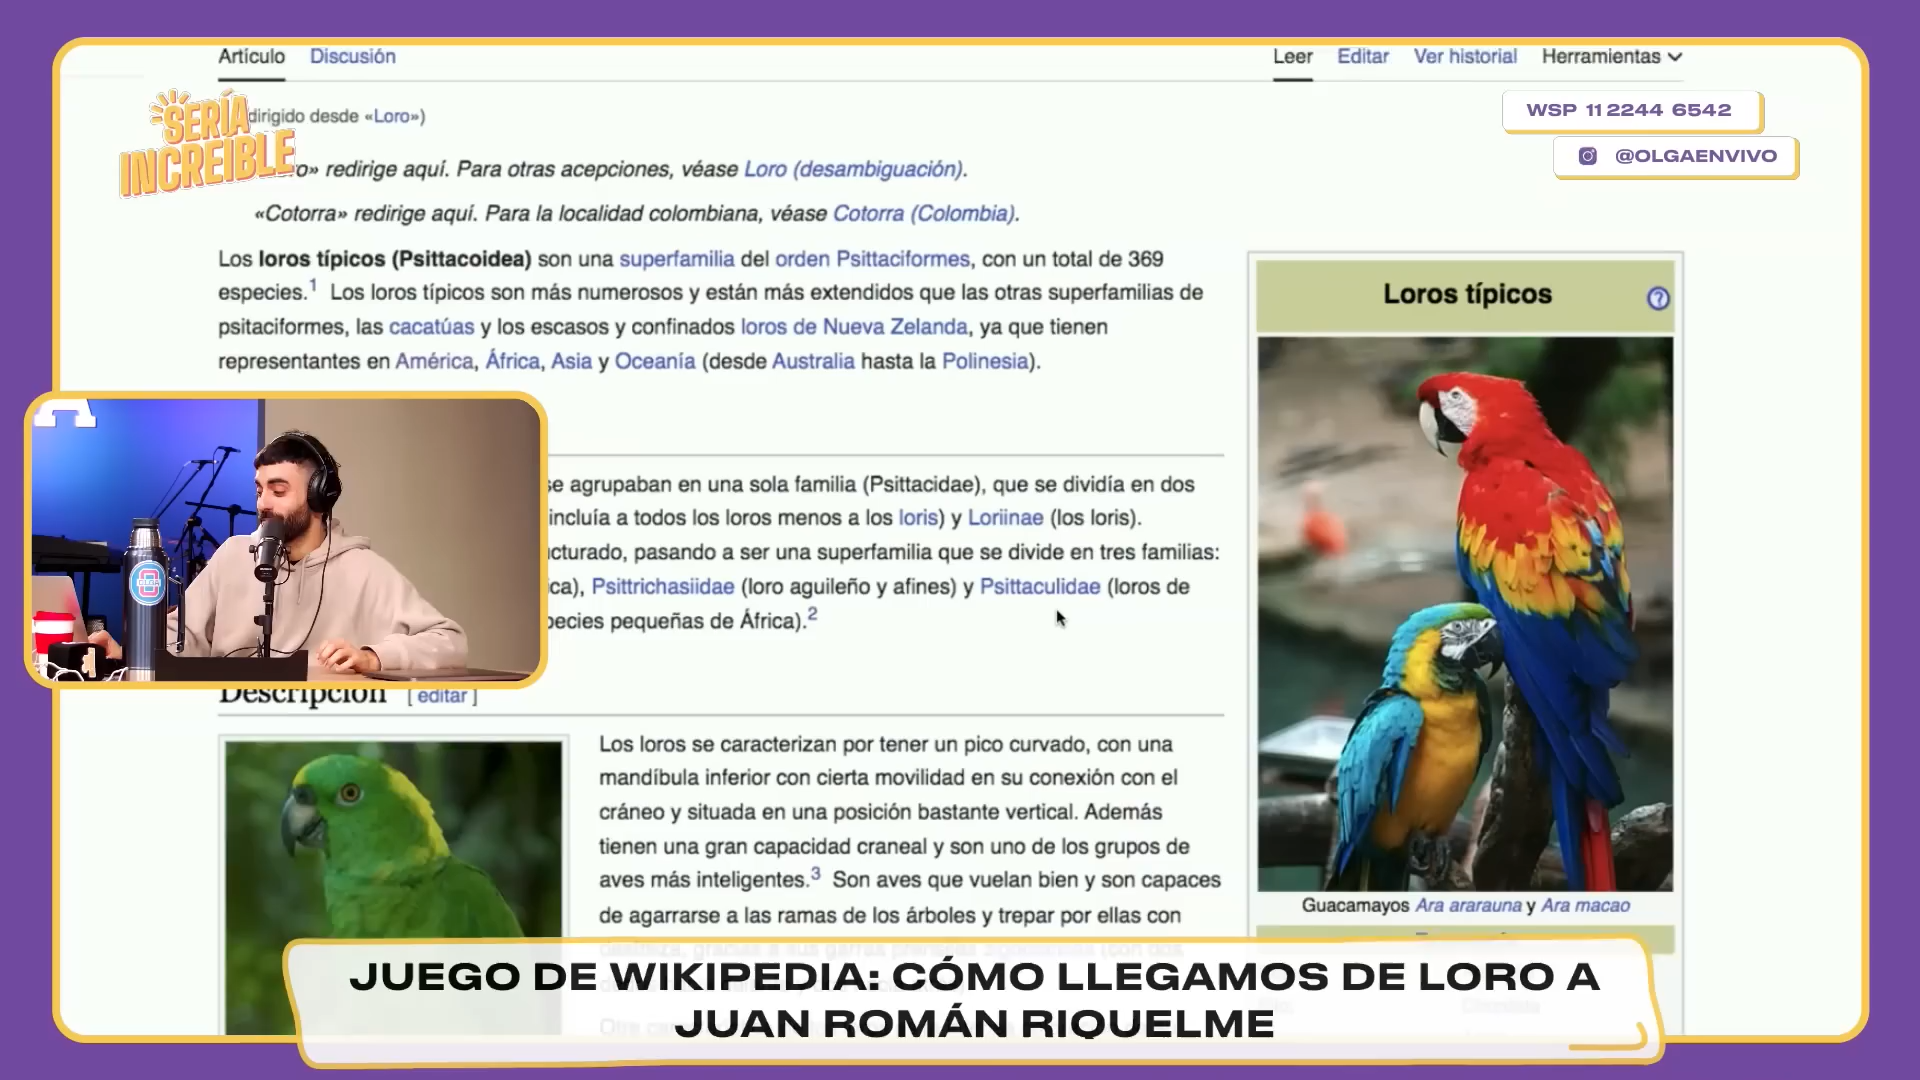 Artículo Discusión
Leer Editar Ver historial Herramientas
SERÍA
INCREIBLE
dirigido desde «Loro»)
WSP 11 2244 6542
@OLGAENVIVO
o» redirige aquí. Para otras acepciones, véase Loro (desambiguación).
«Cotorra» redirige aquí. Para la localidad colombiana, véase Cotorra (Colombia).
Los loros típicos (Psittacoidea) son una superfamilia del orden Psittaciformes, con un total de 369
especies.1 Los loros típicos son más numerosos y están más extendidos que las otras superfamilias de
psitaciformes, las cacatúas y los escasos y confinados loros de Nueva Zelanda, ya que tienen
representantes en América, África, Asia y Oceanía (desde Australia hasta la Polinesia).
Loros típicos
A
OLGA
se agrupaban en una sola familia (Psittacidae), que se dividía en dos
incluía a todos los loros menos a los loris) y Loriinae (los loris).
ucturado, pasando a ser una superfamilia que se divide en tres familias:
ca), Psittrichasiidae (loro aguileño y afines) y Psittaculidae (loros de
pecies pequeñas de África).2
Descripción [ editar ]
Los loros se caracterizan por tener un pico curvado, con una
mandíbula inferior con cierta movilidad en su conexión con el
cráneo y situada en una posición bastante vertical. Además
tienen una gran capacidad craneal y son uno de los grupos de
aves más inteligentes.3 Son aves que vuelan bien y son capaces
de agarrarse a las ramas de los árboles y trepar por ellas con
Guacamayos Ara ararauna y Ara macao
JUEGO DE WIKIPEDIA: CÓMO LLEGAMOS DE LORO A
JUAN ROMÁN RIQUELME